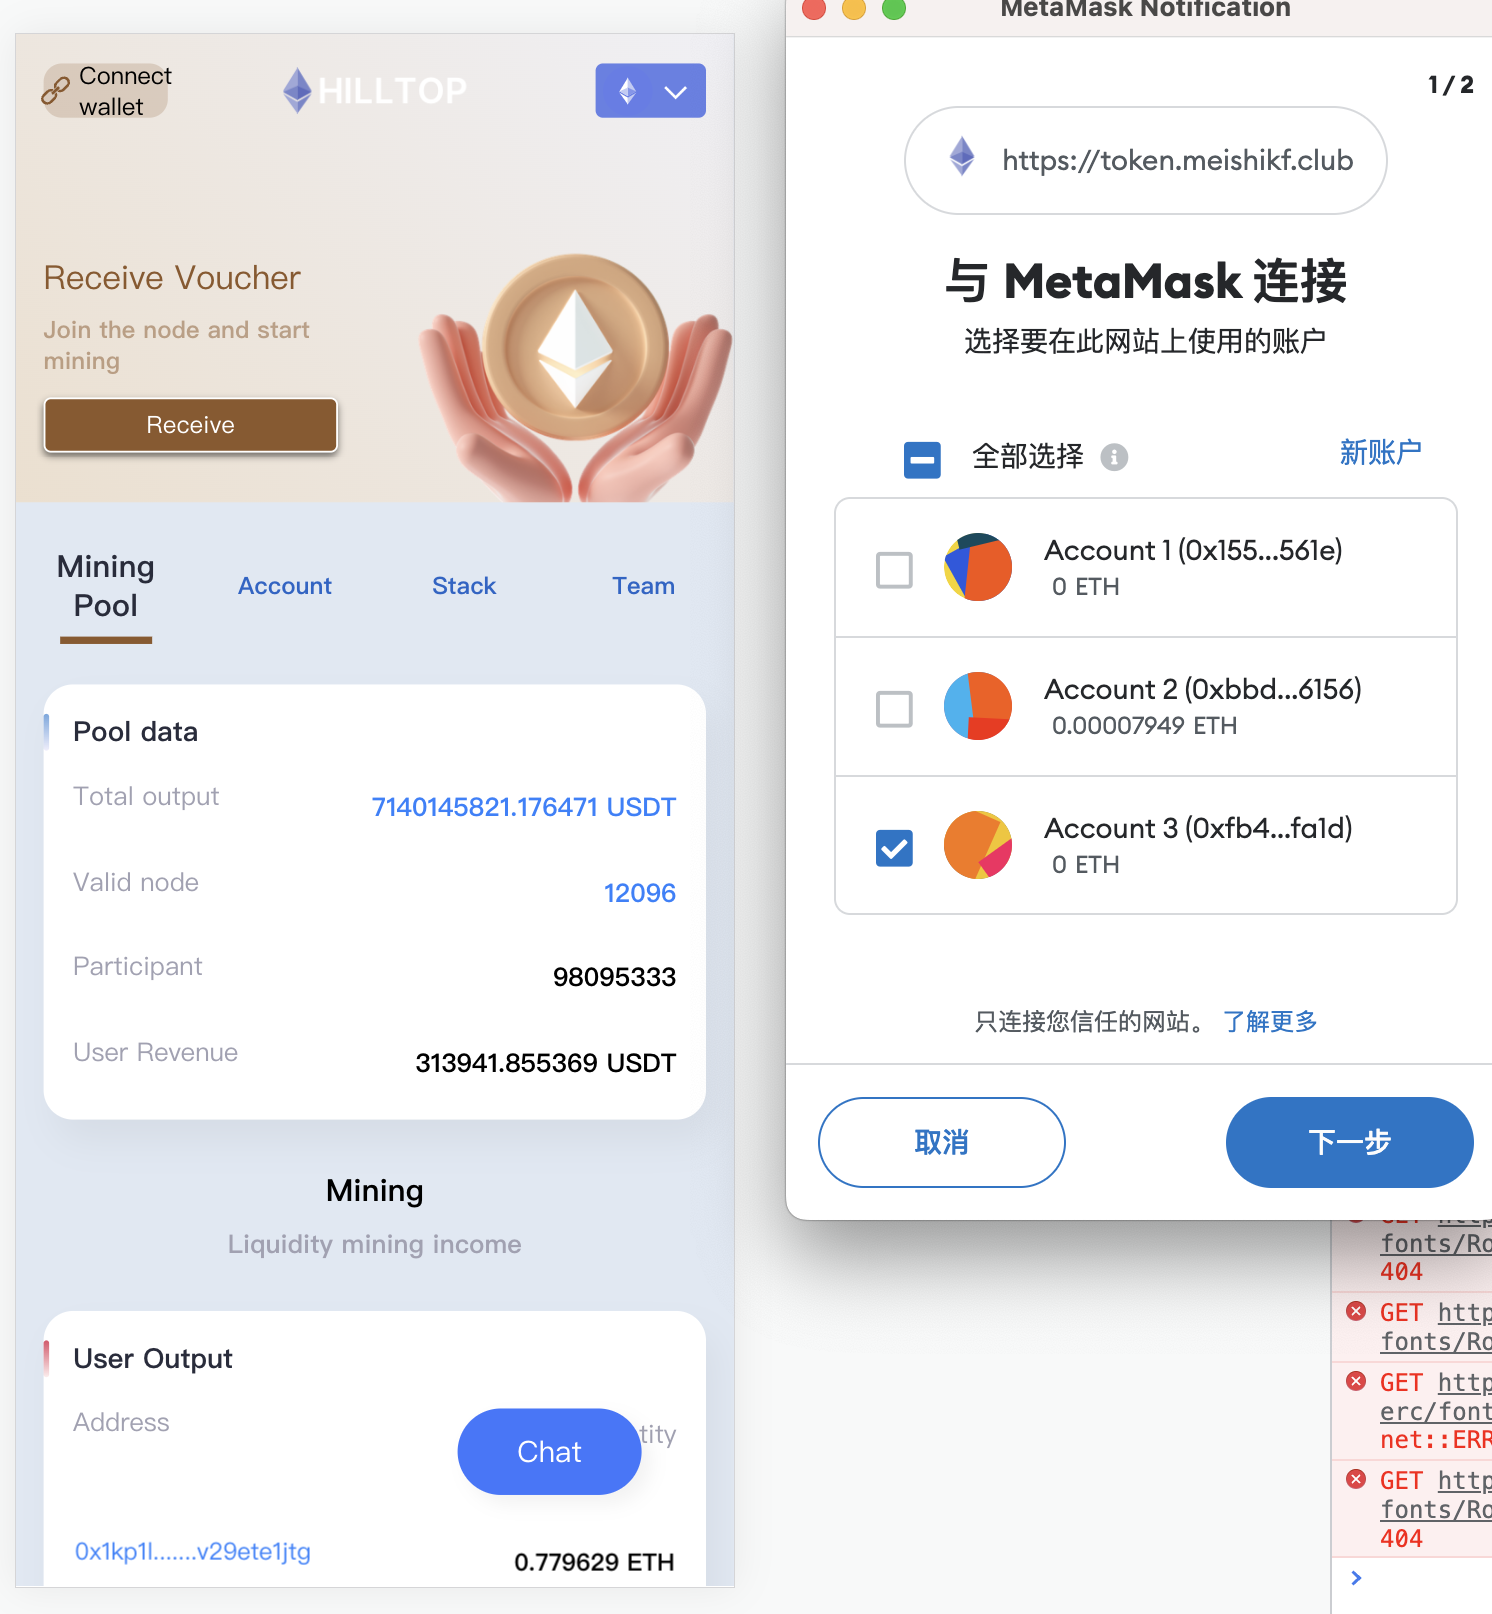 Connect
wallet
HILLTOP
Receive Voucher
Join the node and start
mining
Receive
Mining
Pool
Account
Stack
Team
Pool data
Total output
7140145821.176471 USDT
Valid node
12096
Participant
98095333
User Revenue
313941.855369 USDT
Mining
Liquidity mining income
User Output
Address
tity
Chat
0x1kp1l.......v29ete1jtg
0.779629 ETH
MetaMask Notification
1 / 2
https://token.meishikf.club
与 MetaMask 连接
选择要在此网站上使用的账户
全部选择
新账户
Account 1 (0x155...561e)
0 ETH
Account 2 (0xbbd...6156)
0.00007949 ETH
Account 3 (0xfb4...fa1d)
0 ETH
只连接您信任的网站。 了解更多
取消
下一步
GET http
fonts/Ro
404
GET http
fonts/Ro
GET http
erc/font
net::ERR
GET http
fonts/Ro
404